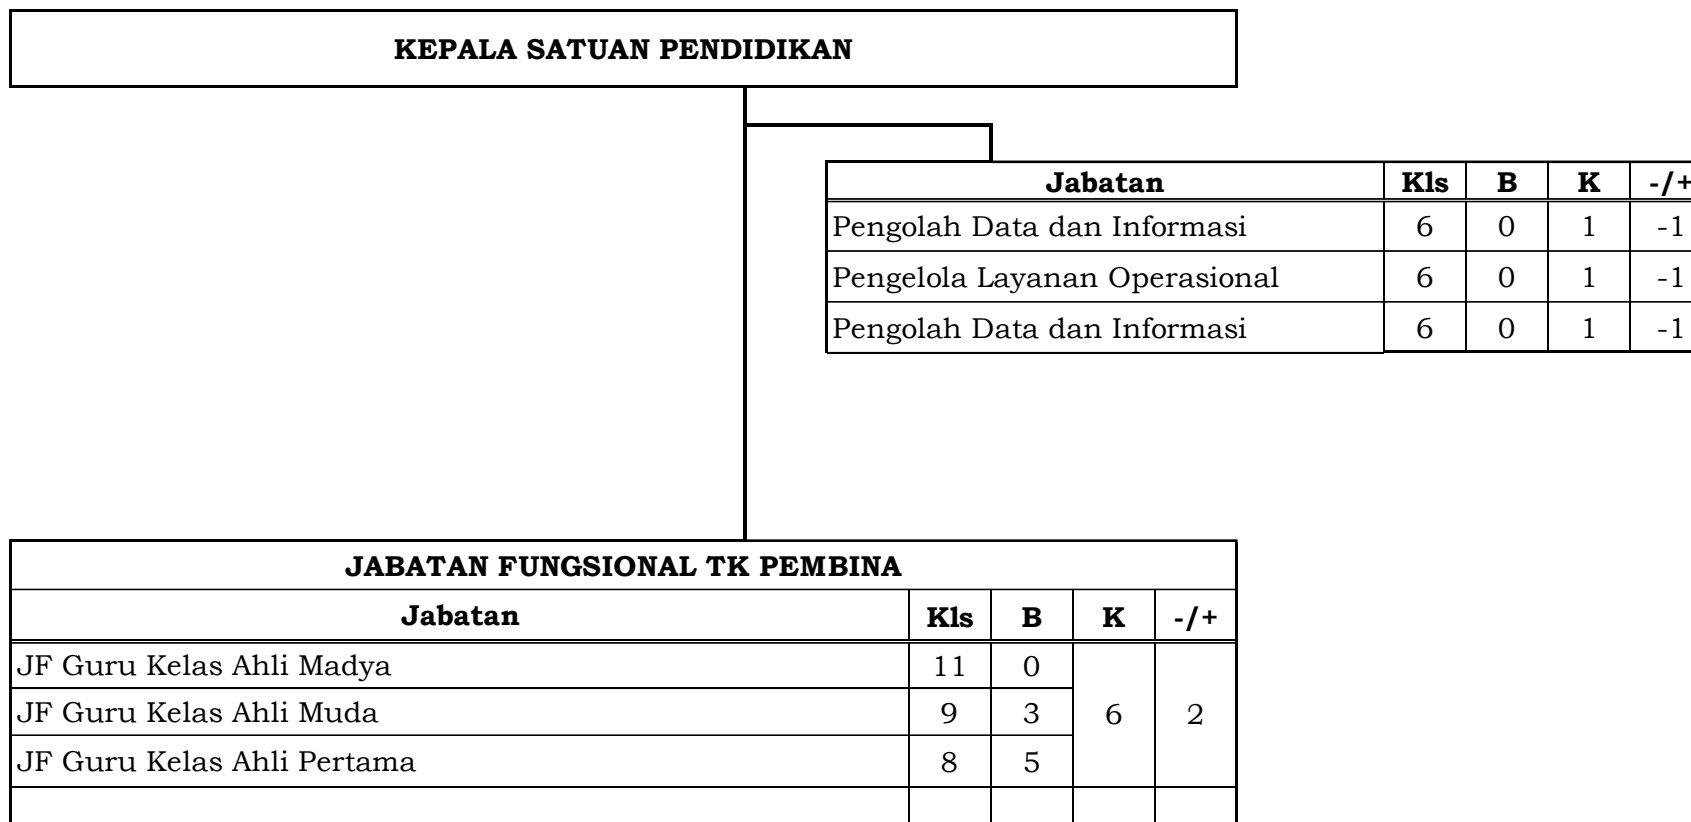 KEPALA SATUAN PENDIDIKAN
Jabatan Kls B K -/+
Pengolah Data dan Informasi 6 0 1 -1
Pengelola Layanan Operasional 6 0 1 -1
Pengolah Data dan Informasi 6 0 1 -1
JABATAN FUNGSIONAL TK PEMBINA
Jabatan Kls B K -/+
JF Guru Kelas Ahli Madya 11 0
JF Guru Kelas Ahli Muda 9 3 6 2
JF Guru Kelas Ahli Pertama 8 5